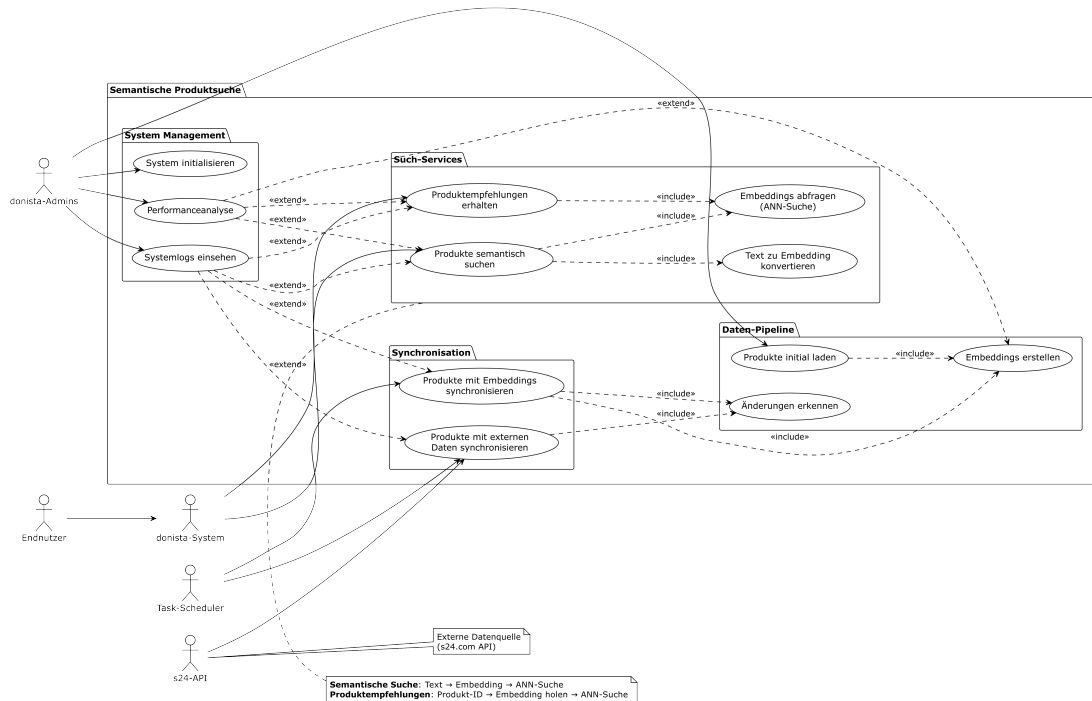 «extend»
Semantische Produktsuche
System Management
System initialisieren
Performanceanalyse
Systemlogs einsehen
donista-Admins
Such-Services
Produktempfehlungen
erhalten
Embeddings abfragen
(ANN-Suche)
Produkte semantisch
suchen
Text zu Embedding
konvertieren
«extend»
«extend»
«extend»
«extend»
«extend»
«extend»
«include»
«include»
«include»
Daten-Pipeline
Produkte initial laden
«include»
Embeddings erstellen
Änderungen erkennen
Synchronisation
Produkte mit Embeddings
synchronisieren
Produkte mit externen
Daten synchronisieren
«include»
«include»
«include»
Endnutzer
donista-System
Task-Scheduler
s24-API
Externe Datenquelle
(s24.com API)
Semantische Suche: Text → Embedding → ANN-Suche
Produktempfehlungen: Produkt-ID → Embedding holen → ANN-Suche